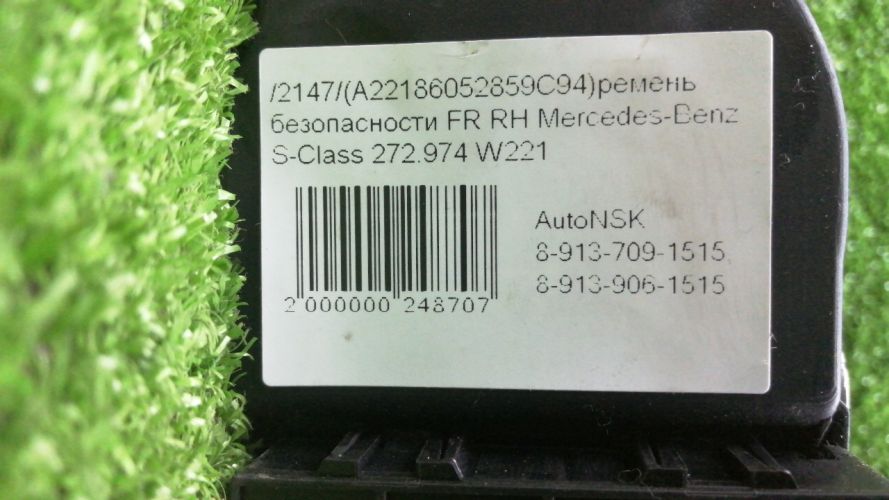 /2147/(A22186052859C94)ремень
безопасности FR RH Mercedes-Benz
S-Class 272.974 W221
AutoNSK
8-913-709-1515
8-913-906-1515
2 000000 248707